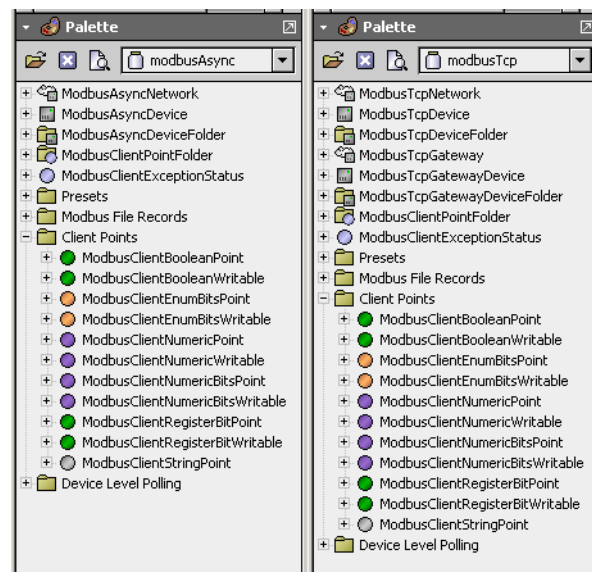 Palette
modbusAsync
ModbusAsyncNetwork
ModbusAsyncDevice
ModbusAsyncDeviceFolder
ModbusClientPointFolder
ModbusClientExceptionStatus
Presets
Modbus File Records
Client Points
ModbusClientBooleanPoint
ModbusClientBooleanWritable
ModbusClientEnumBitsPoint
ModbusClientEnumBitsWritable
ModbusClientNumericPoint
ModbusClientNumericWritable
ModbusClientNumericBitsPoint
ModbusClientNumericBitsWritable
ModbusClientRegisterBitPoint
ModbusClientRegisterBitWritable
ModbusClientStringPoint
Device Level Polling
Palette
modbusTcp
ModbusTcpNetwork
ModbusTcpDevice
ModbusTcpDeviceFolder
ModbusTcpGateway
ModbusTcpGatewayDevice
ModbusTcpGatewayDeviceFolder
ModbusClientPointFolder
ModbusClientExceptionStatus
Presets
Modbus File Records
Client Points
ModbusClientBooleanPoint
ModbusClientBooleanWritable
ModbusClientEnumBitsPoint
ModbusClientEnumBitsWritable
ModbusClientNumericPoint
ModbusClientNumericWritable
ModbusClientNumericBitsPoint
ModbusClientNumericBitsWritable
ModbusClientRegisterBitPoint
ModbusClientRegisterBitWritable
ModbusClientStringPoint
Device Level Polling